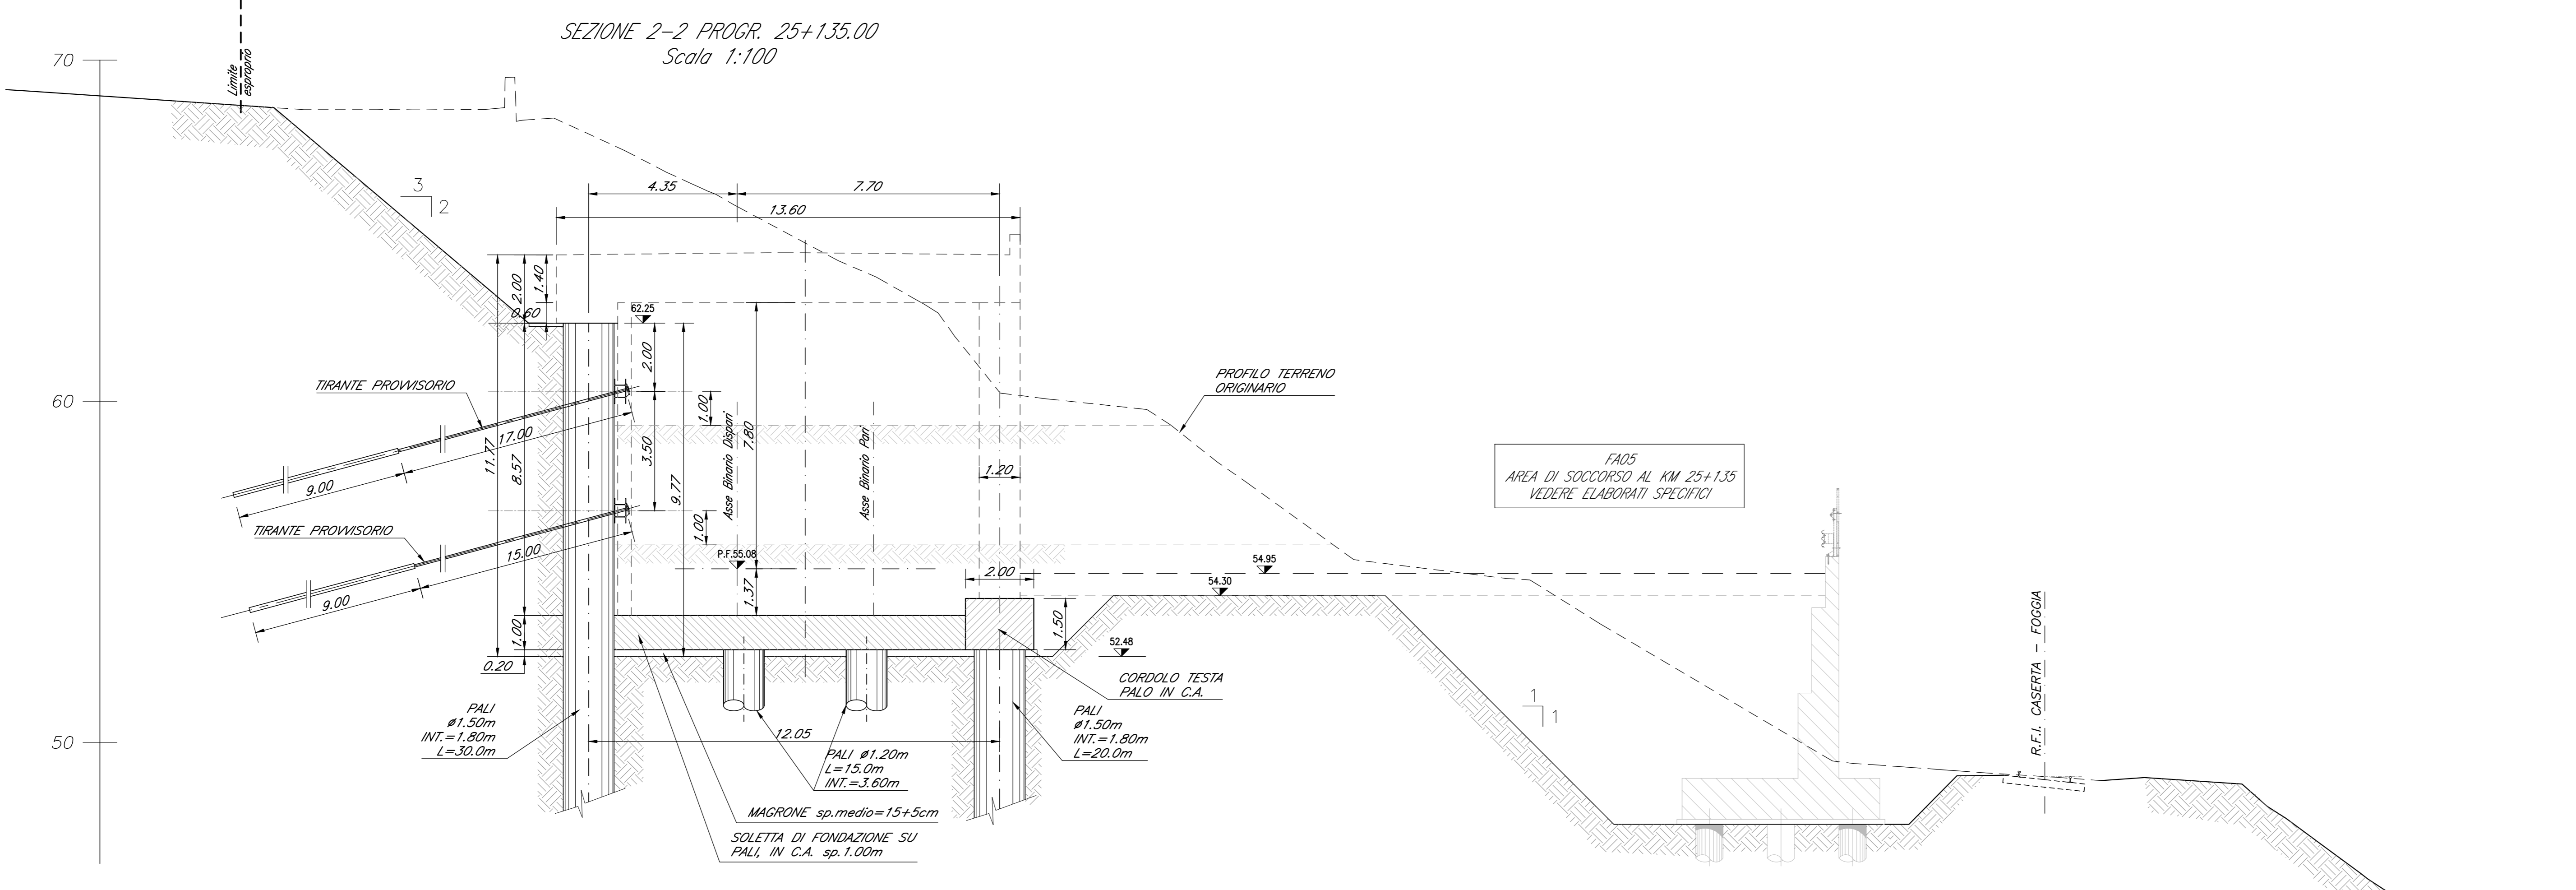 SEZIONE 2-2 PROGR. 25+135.00
Scala 1:100
70
60
50
Limite
esproprio
3
2
4.35
7.70
13.60
11.77
2.00
8.57
1.40
0.60
62.25
2.00
3.50
9.77
1.00
1.00
7.80
1.37
1.00
0.20
TIRANTE PROVVISORIO
17.00
9.00
TIRANTE PROVVISORIO
15.00
9.00
Asse Binario Dispari
Asse Binario Pari
P.F.55.08
1.20
2.00
1.50
54.95
54.30
52.48
PROFILO TERRENO
ORIGINARIO
FA05
AREA DI SOCCORSO AL KM 25+135
VEDERE ELABORATI SPECIFICI
CORDOLO TESTA
PALO IN C.A.
PALI
ø1.50m
INT.=1.80m
L=30.0m
12.05
PALI ø1.20m
L=15.0m
INT.=3.60m
PALI
ø1.50m
INT.=1.80m
L=20.0m
MAGRONE sp.medio=15+5cm
SOLETTA DI FONDAZIONE SU
PALI, IN C.A. sp.1.00m
1
1
R.F.I. CASERTA - FOGGIA